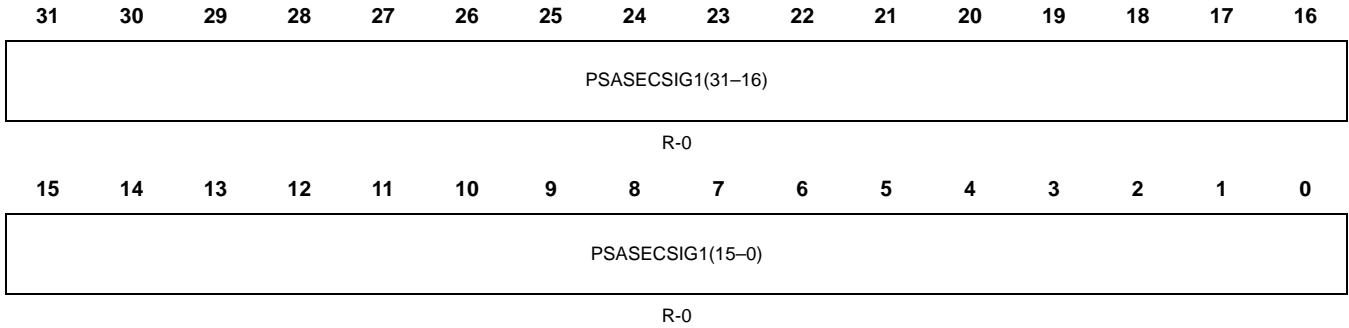 31 30 29 28 27 26 25 24 23 22 21 20 19 18 17 16
PSASECSIG1(31–16)
R-0
15 14 13 12 11 10 9 8 7 6 5 4 3 2 1 0
PSASECSIG1(15–0)
R-0